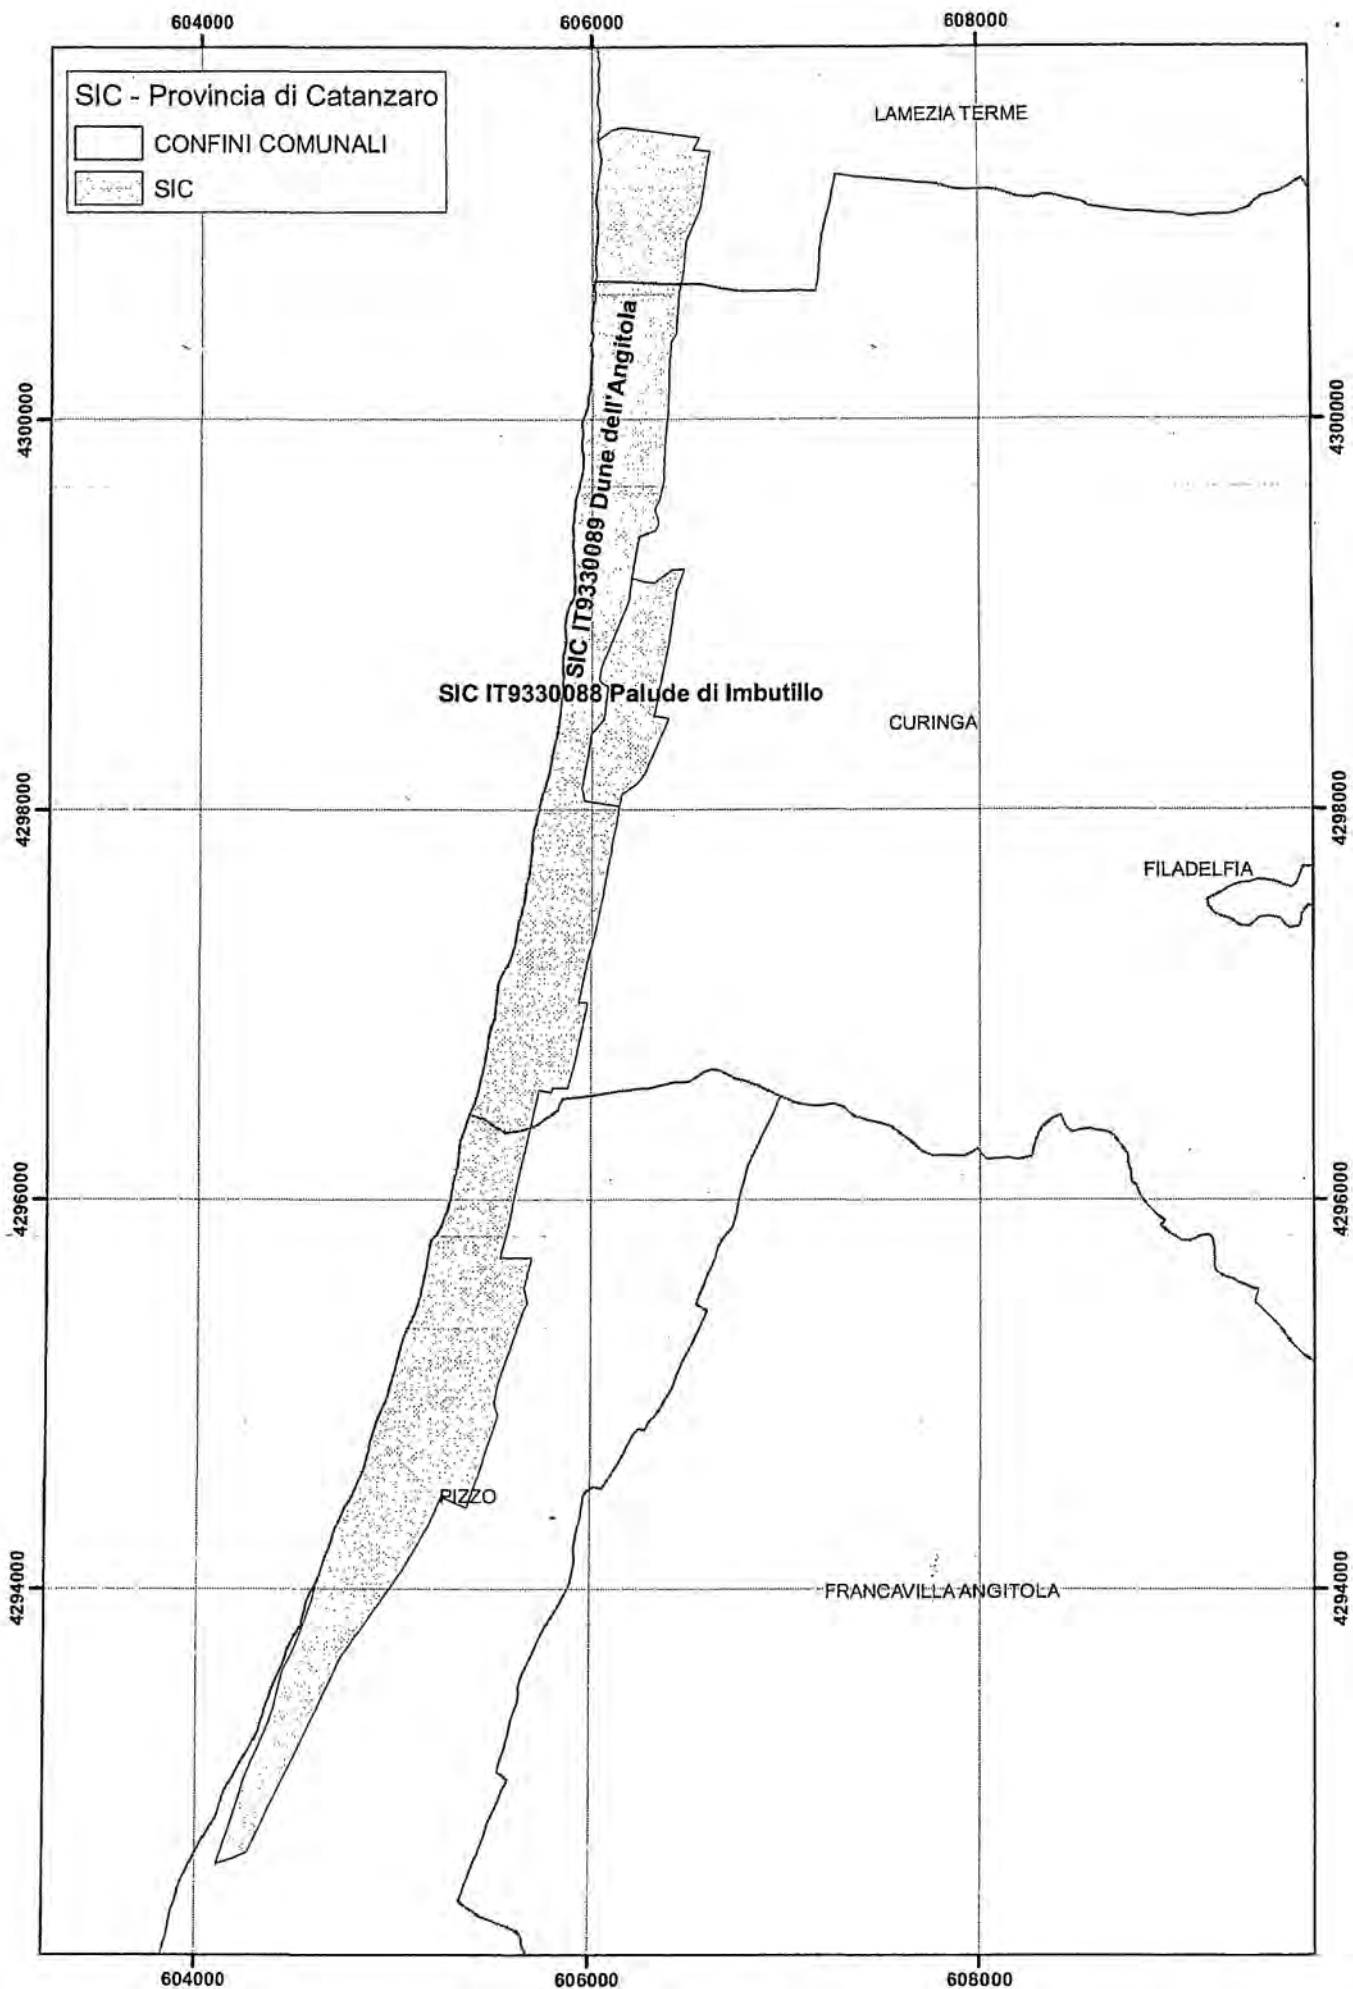 604000 606000 608000
SIC - Provincia di Catanzaro
CONFINI COMUNALI
SIC
LAMEZIA TERME
SIC IT9330089 Dune dell'Angitola
4300000 4300000
SIC IT9330088 Palude di Imbutillo
CURINGA
4298000 4298000
FILADELFIA
4296000 4296000
PIZZO
4294000 4294000
FRANCAVILLA ANGITOLA
604000 606000 608000